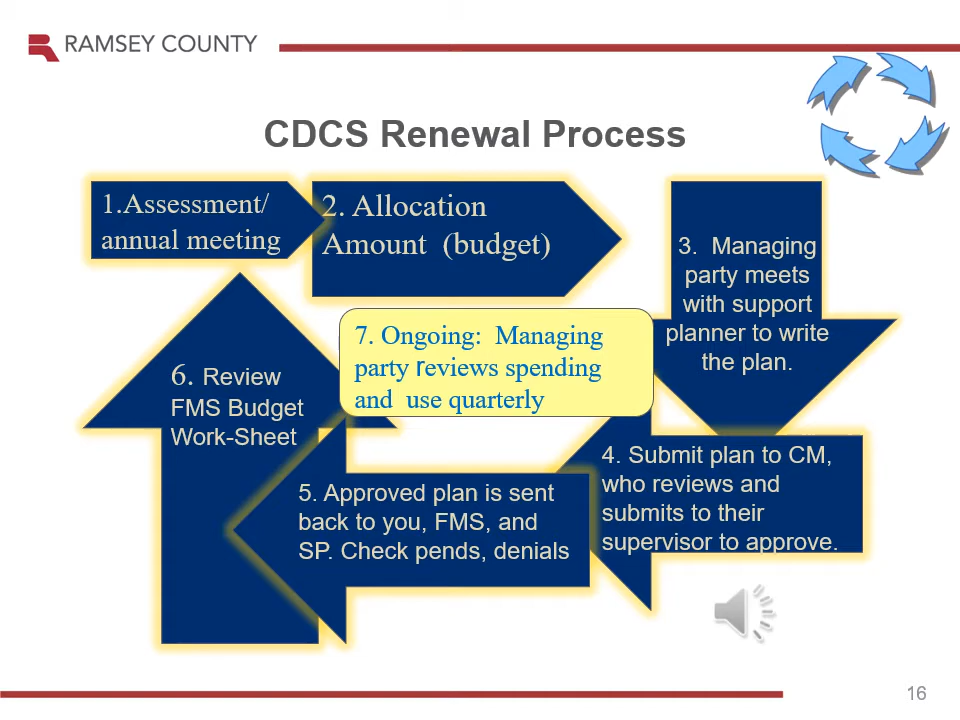 RAMSEY COUNTY
CDCS Renewal Process
1.Assessment/
annual meeting
2. Allocation
Amount (budget)
3. Managing
party meets
with support
planner to write
the plan.
4. Submit plan to CM,
who reviews and
submits to their
supervisor to approve.
5. Approved plan is sent
back to you, FMS, and
SP. Check pends, denials
6. Review
FMS Budget
Work-Sheet
7. Ongoing: Managing
party reviews spending
and use quarterly
16